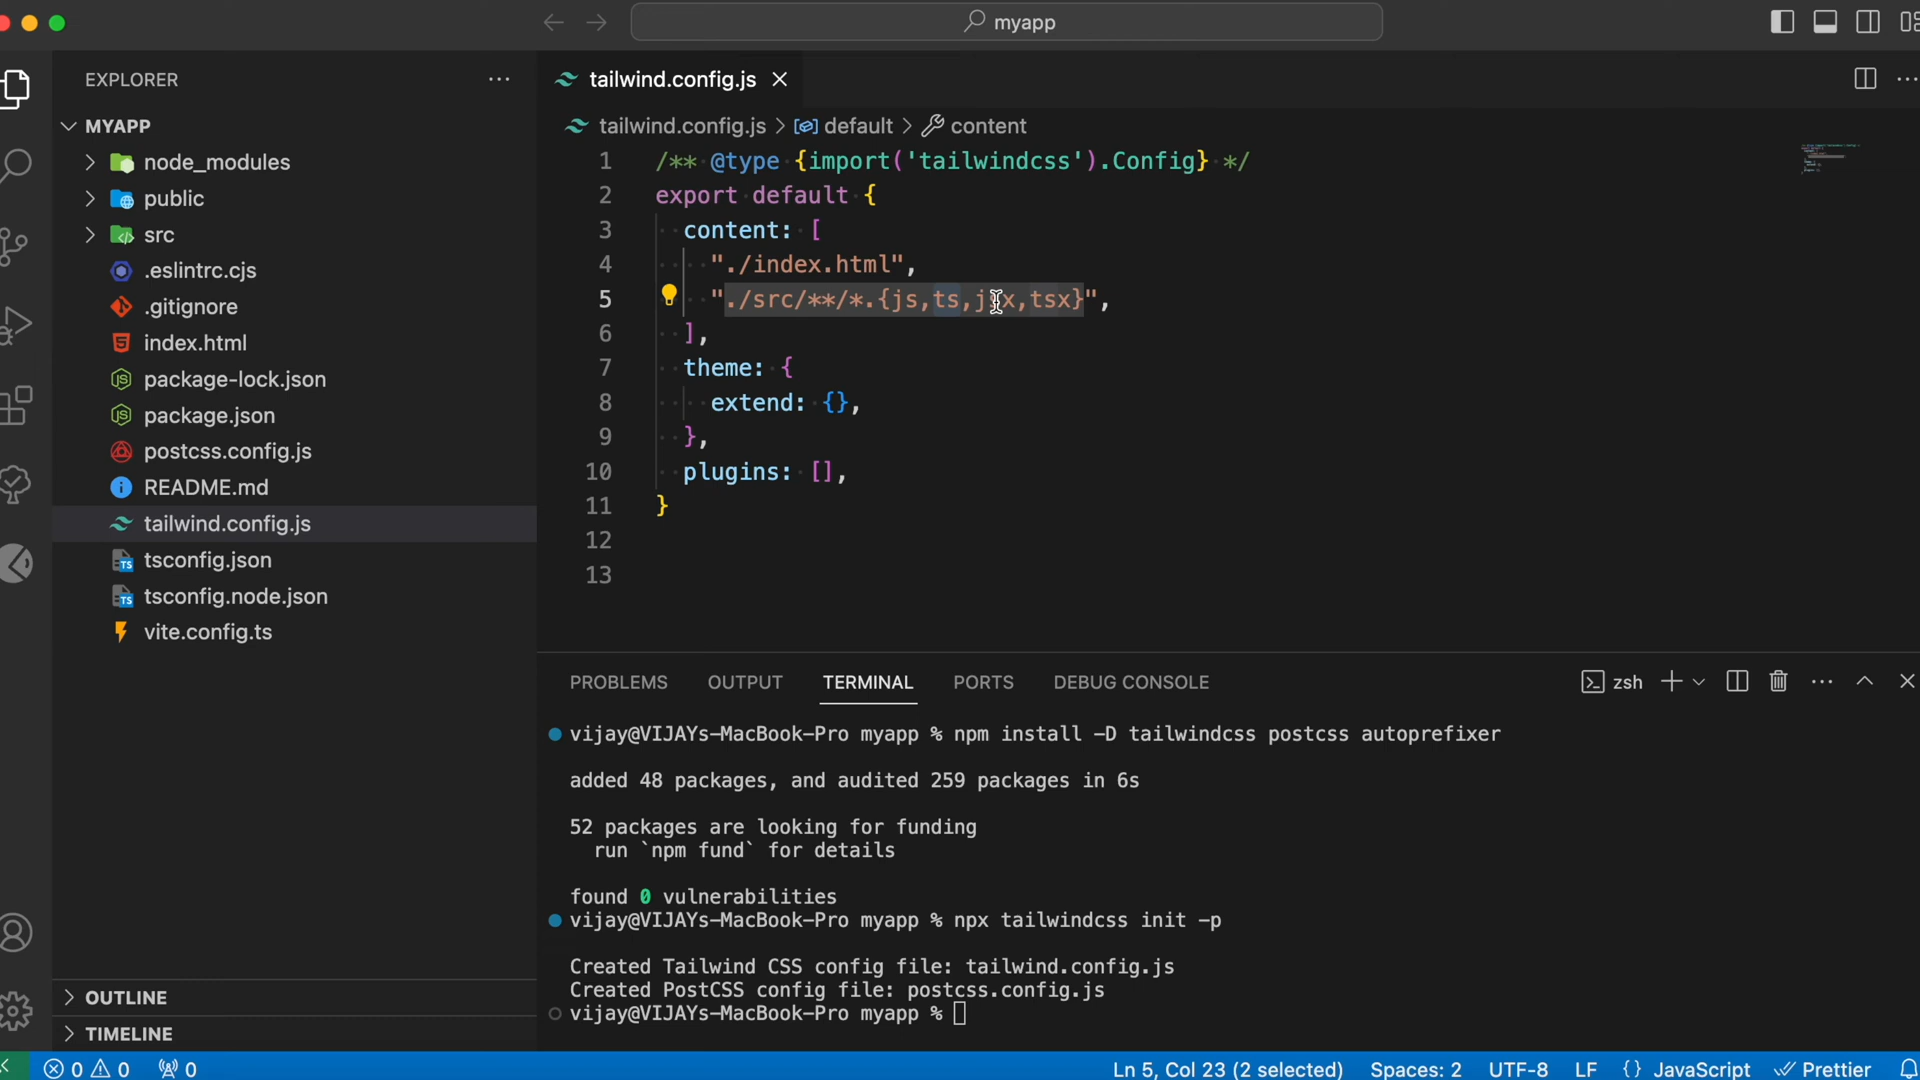 myapp
EXPLORER
MYAPP
node_modules
public
src
.eslintrc.cjs
.gitignore
index.html
package-lock.json
package.json
postcss.config.js
README.md
tailwind.config.js
tsconfig.json
tsconfig.node.json
vite.config.ts
OUTLINE
TIMELINE
tailwind.config.js
tailwind.config.js > default > content
1 /** @type {import('tailwindcss').Config} */
2 export default {
3 content: [
4 "./index.html",
5 "./src/**/*.{js,ts,jsx,tsx}",
6 ],
7 theme: {
8 extend: {},
9 },
10 plugins: [],
11 }
12
13
PROBLEMS OUTPUT TERMINAL PORTS DEBUG CONSOLE zsh
vijay@VIJAYs-MacBook-Pro myapp % npm install -D tailwindcss postcss autoprefixer
added 48 packages, and audited 259 packages in 6s
52 packages are looking for funding
run `npm fund` for details
found 0 vulnerabilities
vijay@VIJAYs-MacBook-Pro myapp % npx tailwindcss init -p
Created Tailwind CSS config file: tailwind.config.js
Created PostCSS config file: postcss.config.js
vijay@VIJAYs-MacBook-Pro myapp %
0 0 0 Ln 5, Col 23 (2 selected) Spaces: 2 UTF-8 LF {} JavaScript Prettier